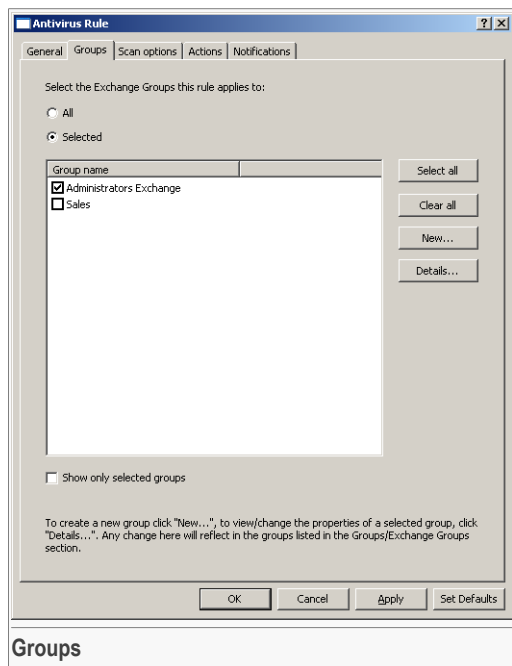 Antivirus Rule
General Groups Scan options Actions Notifications
Select the Exchange Groups this rule applies to:
All
Selected
Group name
Administrators Exchange
Sales
Select all
Clear all
New...
Details...
Show only selected groups
To create a new group click "New...", to view/change the properties of a selected group, click
"Details...". Any change here will reflect in the groups listed in the Groups/Exchange Groups
section.
OK Cancel Apply Set Defaults
Groups